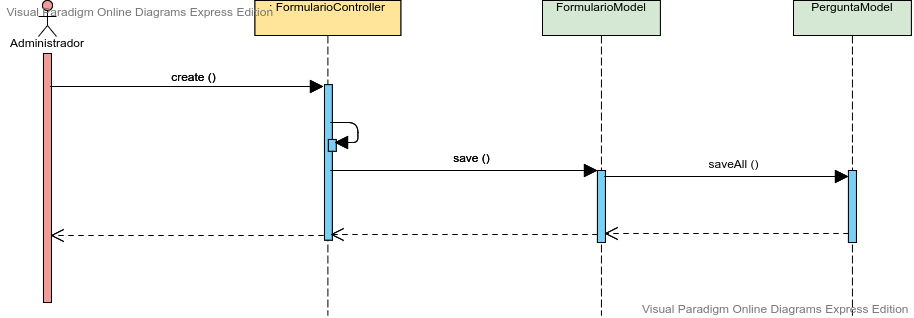 Visual Paradigm Online Diagrams Express Edition
: FormularioController
FormularioModel
PerguntaModel
Administrador
create ()
save ()
saveAll ()
Visual Paradigm Online Diagrams Express Edition